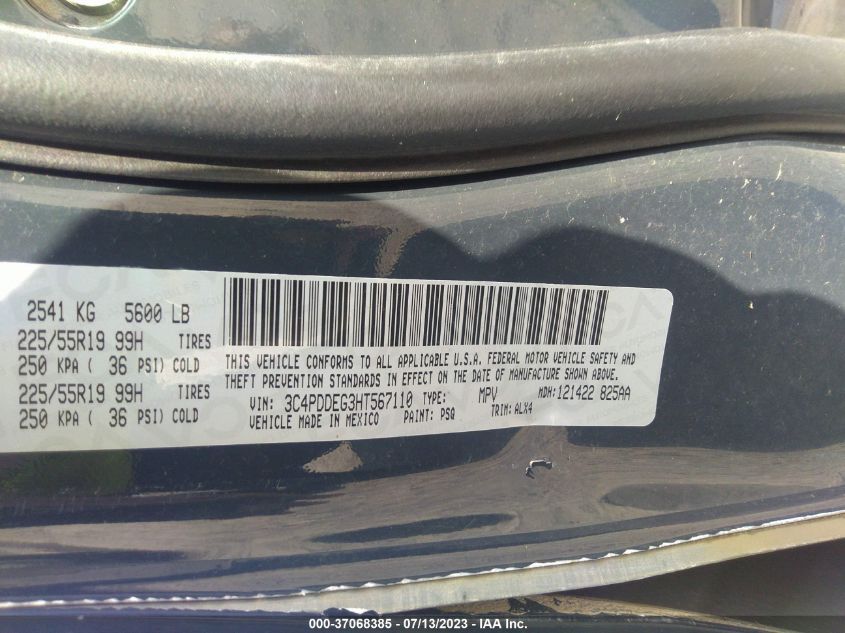 2541 KG 5600 LB
225/55R19 99H TIRES
250 KPA ( 36 PSI) COLD
225/55R19 99H TIRES
250 KPA ( 36 PSI) COLD
THIS VEHICLE CONFORMS TO ALL APPLICABLE U.S.A. FEDERAL MOTOR VEHICLE SAFETY AND
THEFT PREVENTION STANDARDS IN EFFECT ON THE DATE OF MANUFACTURE SHOWN ABOVE.
VIN: 3C4PDDEG3HT567110 TYPE: MPV MDH:121422 825AA
VEHICLE MADE IN MEXICO PAINT: PSQ TRIM: ALX4
000-37068385 - 07/13/2023 - IAA Inc.